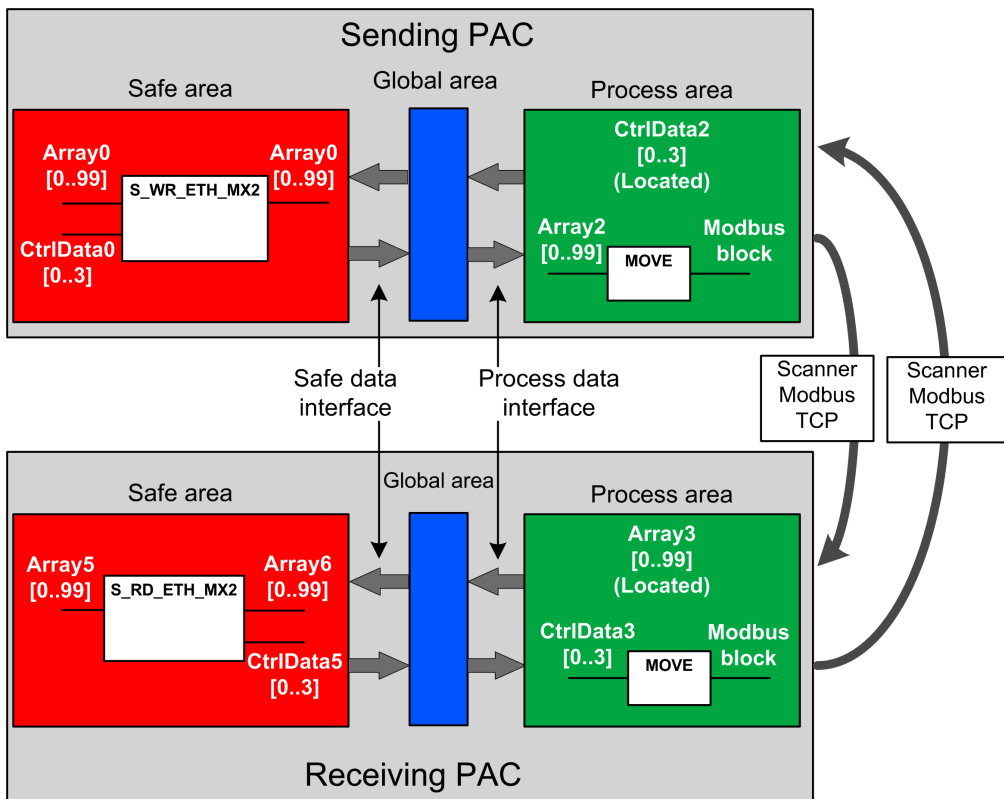 Sending PAC
Safe area
Global area
Process area
Array0
[0..99]
Array0
[0..99]
S_WR_ETH_MX2
CtrlData0
[0..3]
CtrlData2
[0..3]
(Located)
Array2
[0..99]
MOVE
Modbus
block
Safe data
interface
Process data
interface
Scanner
Modbus
TCP
Scanner
Modbus
TCP
Safe area
Global area
Process area
Array5
[0..99]
Array6
[0..99]
S_RD_ETH_MX2
CtrlData5
[0..3]
Array3
[0..99]
(Located)
CtrlData3
[0..3]
MOVE
Modbus
block
Receiving PAC